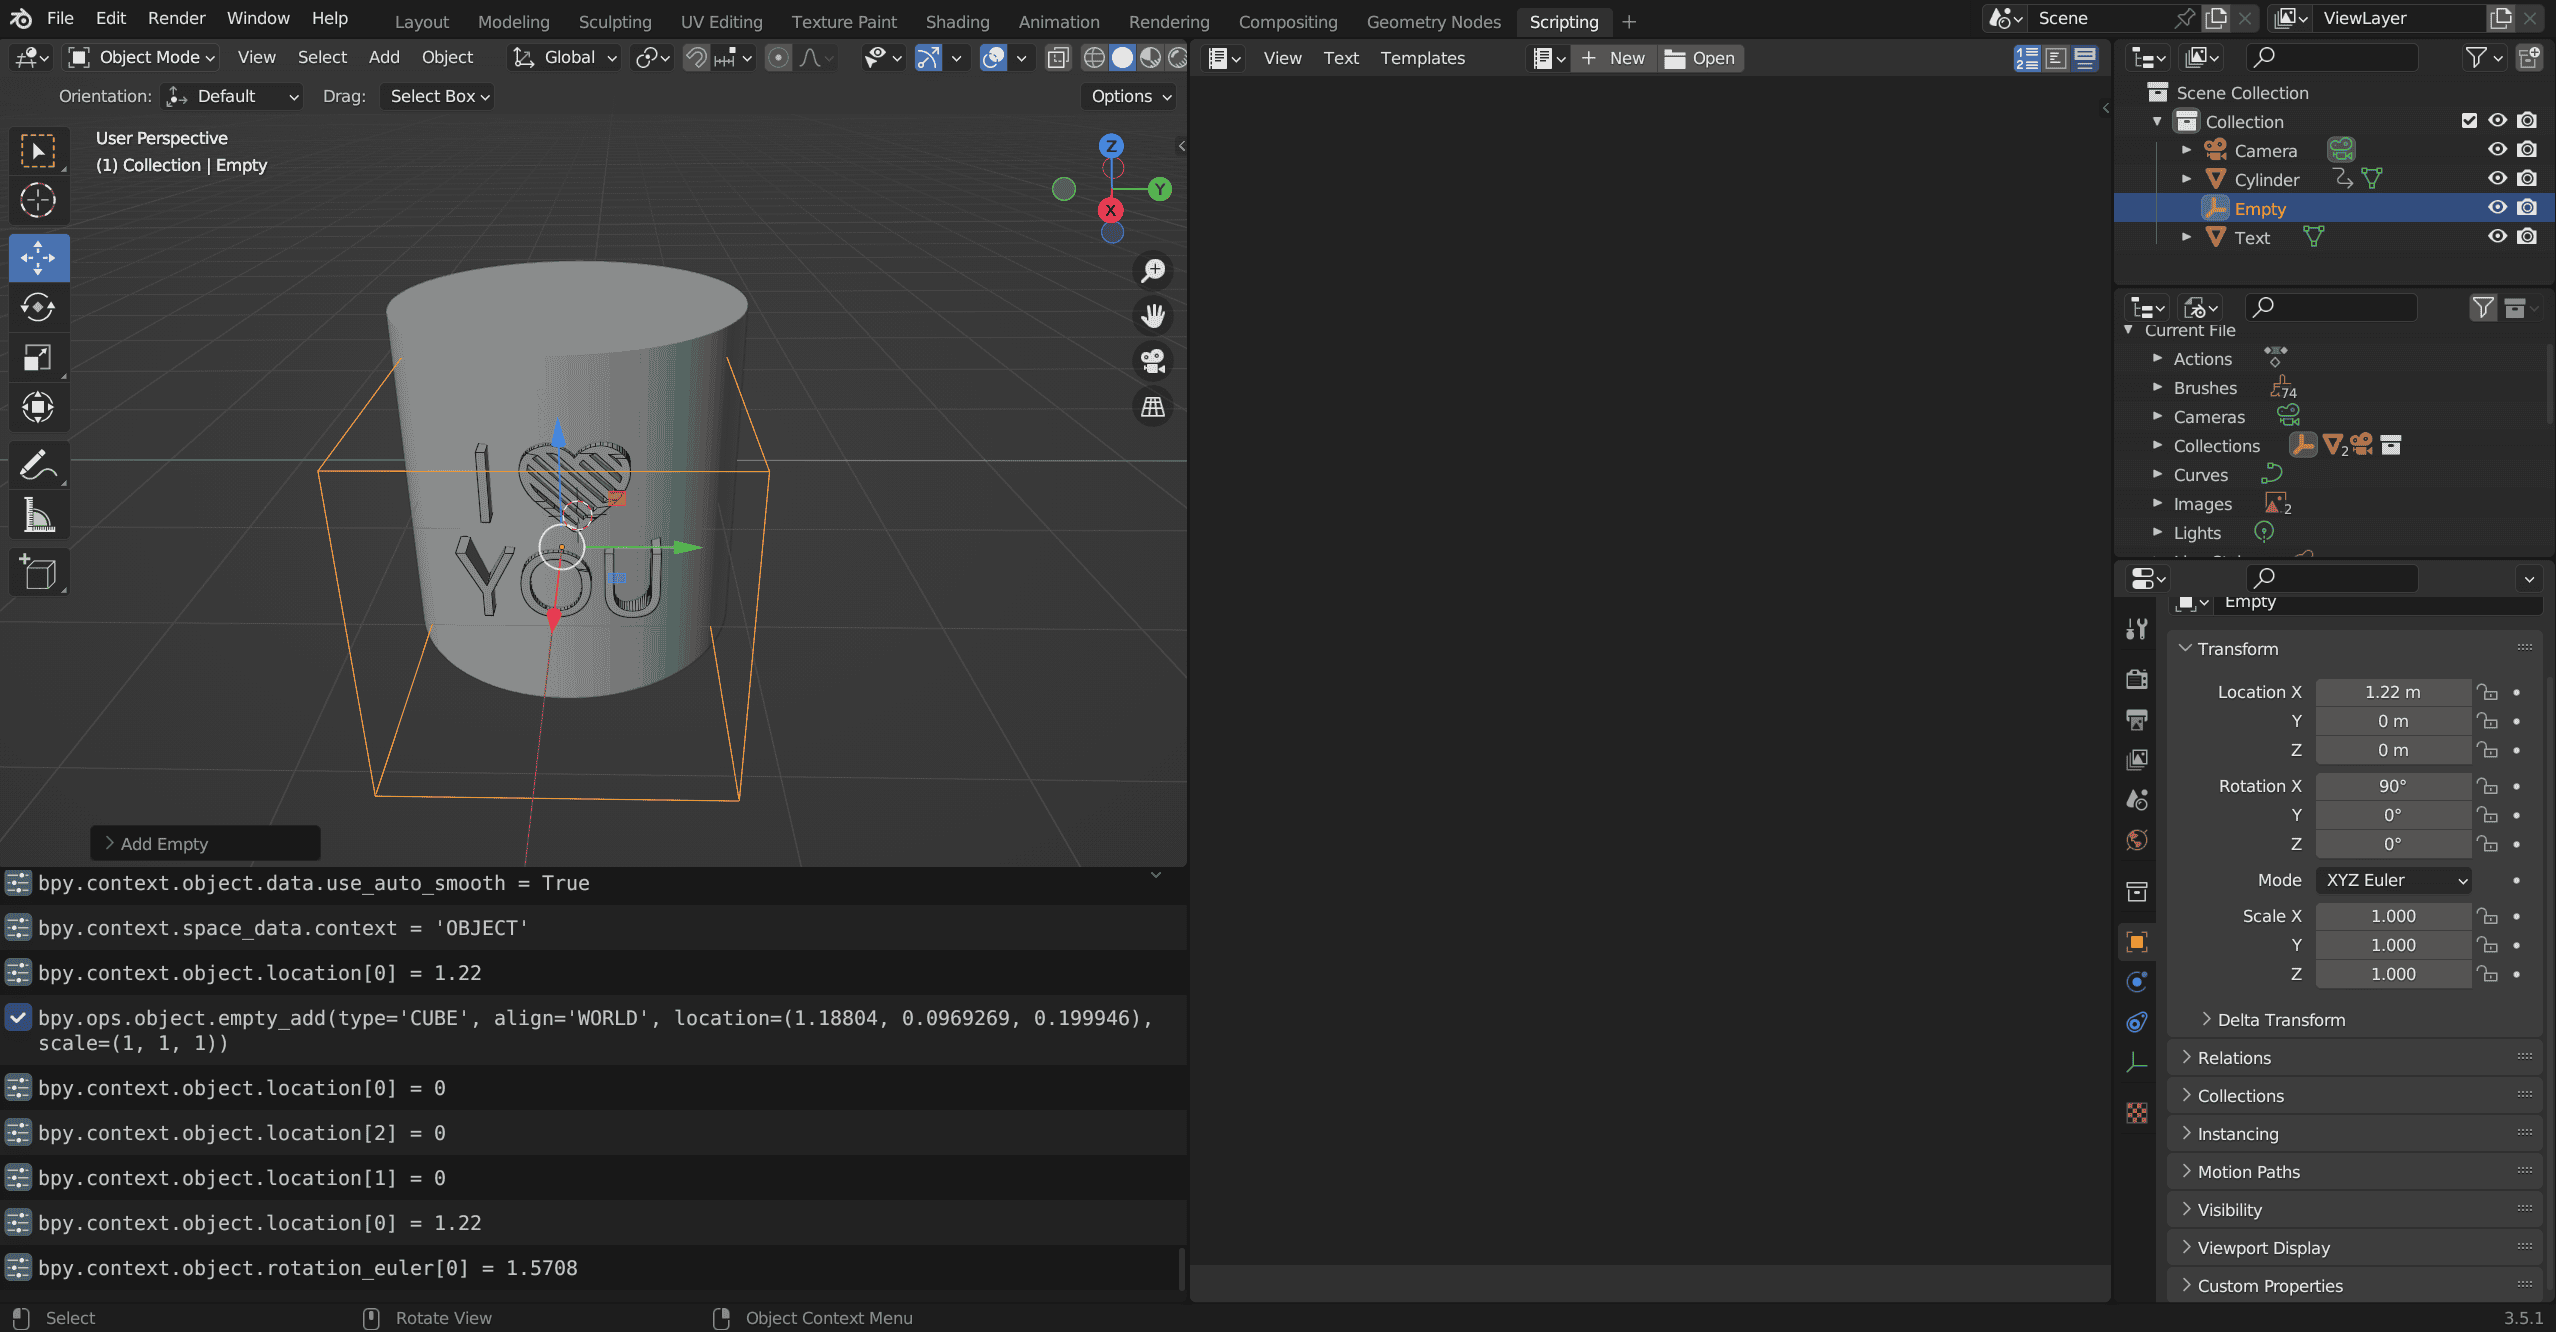 File Edit Render Window Help Layout Modeling Sculpting UV Editing Texture Paint Shading Animation Rendering Compositing Geometry Nodes Scripting Scene ViewLayer
Object Mode View Select Add Object Global
View Text Templates New Open
Orientation: Default Drag: Select Box Options
User Perspective
(1) Collection | Empty
Z
Y
X
I
YOU
Add Empty
bpy.context.object.data.use_auto_smooth = True
bpy.context.space_data.context = 'OBJECT'
bpy.context.object.location[0] = 1.22
bpy.ops.object.empty_add(type='CUBE', align='WORLD', location=(1.18804, 0.0969269, 0.199946),
scale=(1, 1, 1))
bpy.context.object.location[0] = 0
bpy.context.object.location[2] = 0
bpy.context.object.location[1] = 0
bpy.context.object.location[0] = 1.22
bpy.context.object.rotation_euler[0] = 1.5708
Scene Collection
Collection
Camera
Cylinder
Empty
Text
Current File
Actions
Brushes 74
Cameras
Collections 2
Curves
Images 2
Lights
Empty
Transform
Location X 1.22 m
Y 0 m
Z 0 m
Rotation X 90°
Y 0°
Z 0°
Mode XYZ Euler
Scale X 1.000
Y 1.000
Z 1.000
Delta Transform
Relations
Collections
Instancing
Motion Paths
Visibility
Viewport Display
Custom Properties
Select Rotate View Object Context Menu 3.5.1